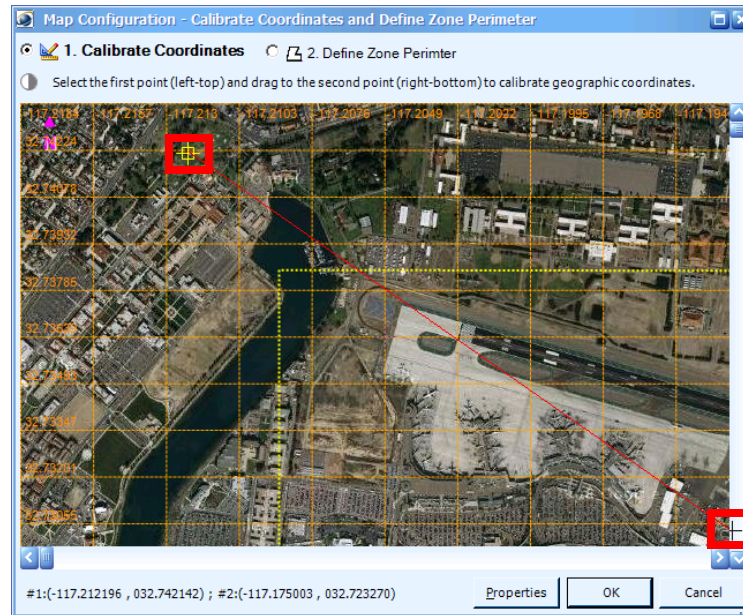 Map Configuration - Calibrate Coordinates and Define Zone Perimeter
1. Calibrate Coordinates
2. Define Zone Perimter
Select the first point (left-top) and drag to the second point (right-bottom) to calibrate geographic coordinates.
-117.2157 -117.213 -117.2103 -117.2076 -117.2049 -117.2022 -117.1995 -117.1968 -117.194
N
32.74078
32.73932
32.73785
32.73639
32.73493
32.73347
32.73201
#1:(-117.212196 , 032.742142) ; #2:(-117.175003 , 032.723270)
Properties
OK
Cancel